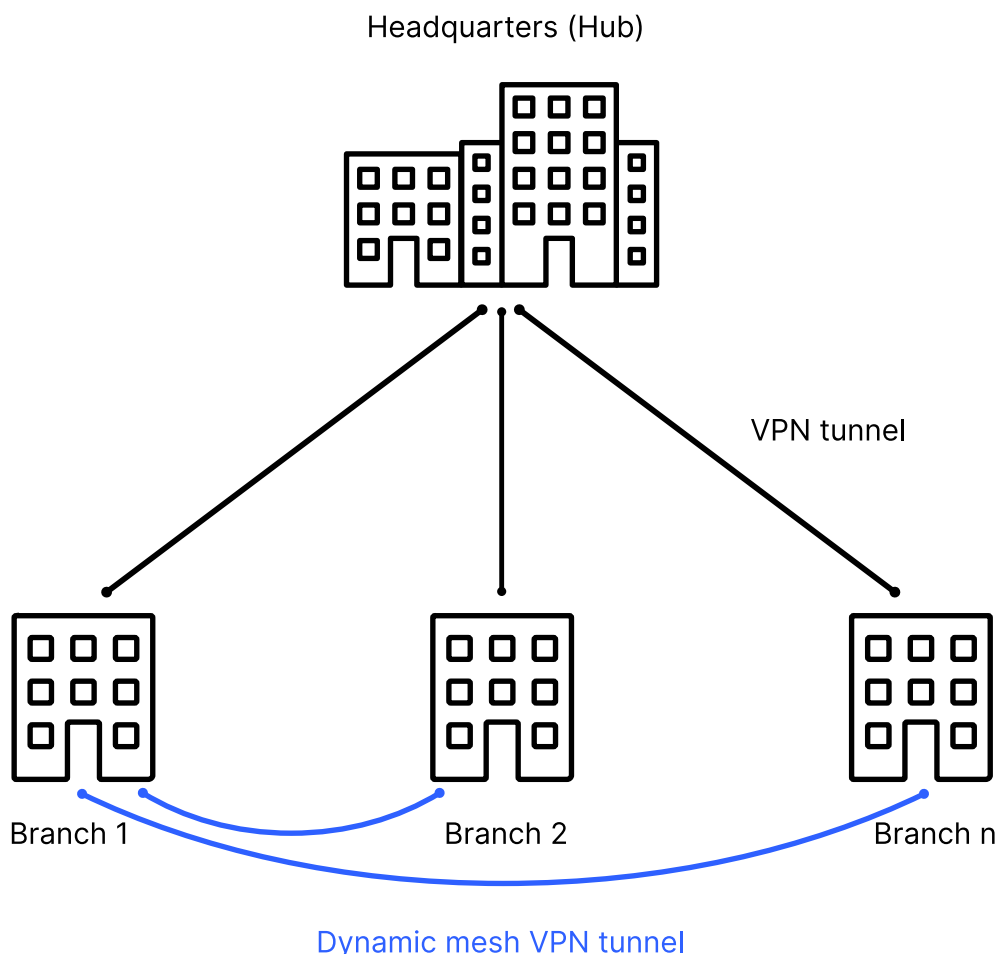 Headquarters (Hub)
VPN tunnel
Branch 1
Branch 2
Branch n
Dynamic mesh VPN tunnel